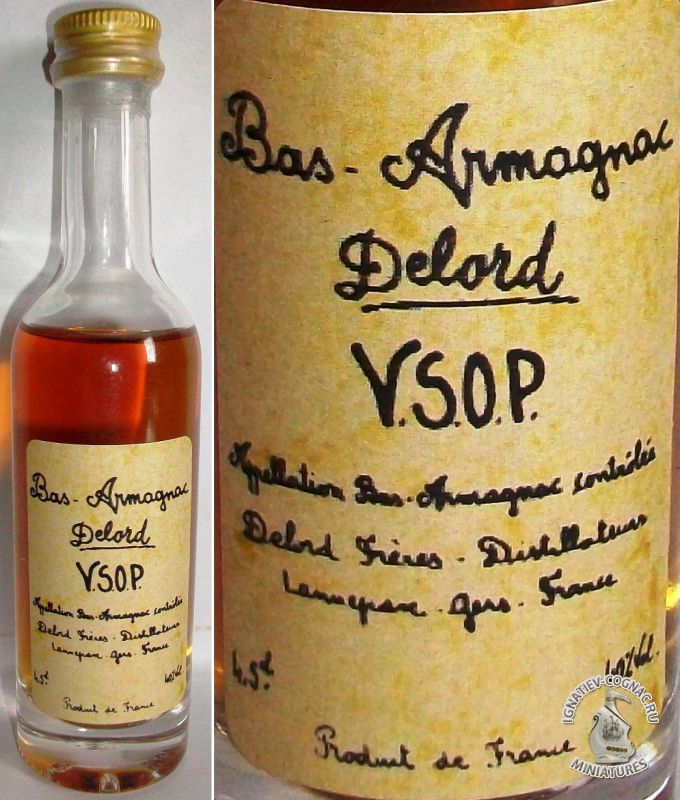 Bas-Armagnac
Delord
V.S.O.P.
Appellation Bas-Armagnac contrôlée
Delord Frères - Distillateurs
Lannepax - Gers - France
4,5cl 40%Vol.
Produit de France
Bas-Armagnac
Delord
V.S.O.P.
Appellation Bas-Armagnac contrôlée
Delord Frères - Distillateurs
Lannepax - Gers - France
4,5cl 40%Vol.
Produit de France
IGNATIEV-COGNAC.RU
MINIATURES